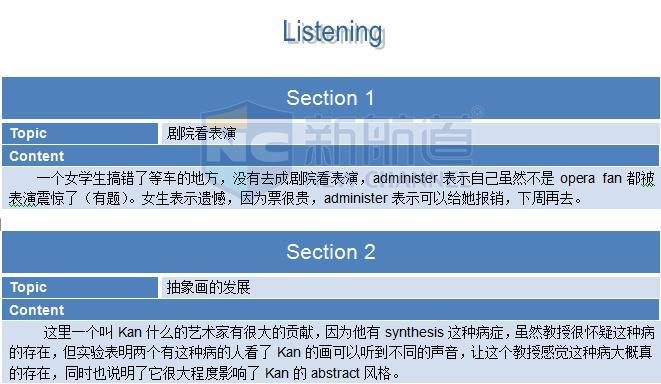 Listening
Section 1
Topic 剧院看表演
Content
一个女学生搞错了等车的地方，没有去成剧院看表演，administer 表示自己虽然不是 opera fan 都被
表演震惊了（有题）。女生表示遗憾，因为票很贵，administer 表示可以给她报销，下周再去。
Section 2
Topic 抽象画的发展
Content
这里一个叫 Kan 什么的艺术家有很大的贡献，因为他有 synthesis 这种病症，虽然教授很怀疑这种病
的存在，但实验表明两个有这种病的人看了 Kan 的画可以听到不同的声音，让这个教授感觉这种病大概真
的存在，同时也说明了它很大程度影响了 Kan 的 abstract 风格。
新航道